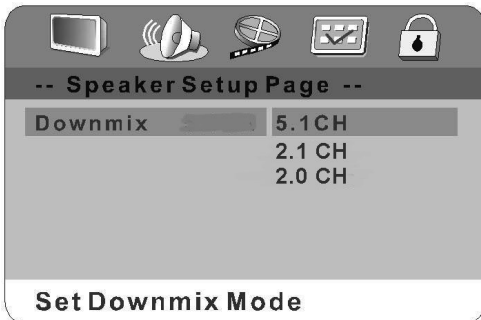 -- Speaker Setup Page --
Downmix 5.1CH
2.1 CH
2.0 CH
Set Downmix Mode